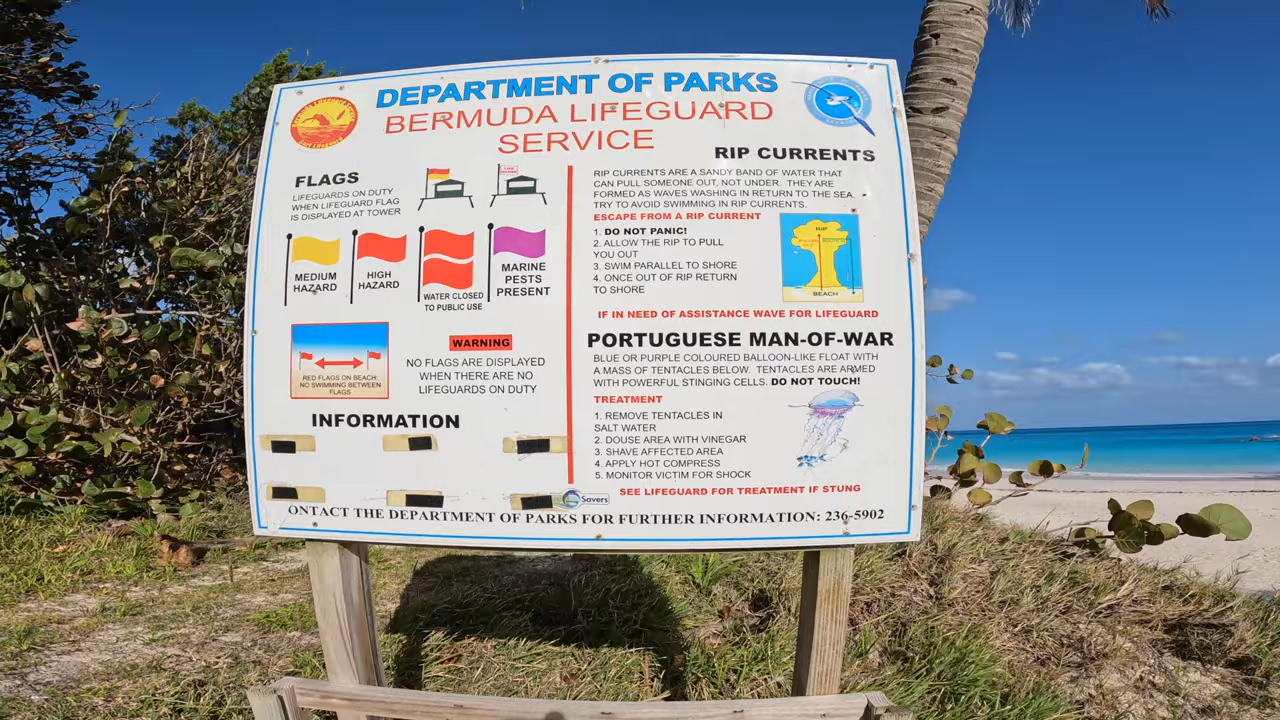 DEPARTMENT OF PARKS
BERMUDA LIFEGUARD
SERVICE
FLAGS
LIFEGUARDS ON DUTY
WHEN LIFEGUARD FLAG
IS DISPLAYED AT TOWER
MEDIUM
HAZARD
HIGH
HAZARD
WATER CLOSED
TO PUBLIC USE
MARINE
PESTS
PRESENT
RED FLAGS ON BEACH:
NO SWIMMING BETWEEN
FLAGS
WARNING
NO FLAGS ARE DISPLAYED
WHEN THERE ARE NO
LIFEGUARDS ON DUTY
INFORMATION
RIP CURRENTS
RIP CURRENTS ARE A SANDY BAND OF WATER THAT
CAN PULL SOMEONE OUT, NOT UNDER. THEY ARE
FORMED AS WAVES WASHING IN RETURN TO THE SEA.
TRY TO AVOID SWIMMING IN RIP CURRENTS.
ESCAPE FROM A RIP CURRENT
1. DO NOT PANIC!
2. ALLOW THE RIP TO PULL
YOU OUT
3. SWIM PARALLEL TO SHORE
4. ONCE OUT OF RIP RETURN
TO SHORE
RIP
BEACH
IF IN NEED OF ASSISTANCE WAVE FOR LIFEGUARD
PORTUGUESE MAN-OF-WAR
BLUE OR PURPLE COLOURED BALLOON-LIKE FLOAT WITH
A MASS OF TENTACLES BELOW. TENTACLES ARE ARMED
WITH POWERFUL STINGING CELLS. DO NOT TOUCH!
TREATMENT
1. REMOVE TENTACLES IN
SALT WATER
2. DOUSE AREA WITH VINEGAR
3. SHAVE AFFECTED AREA
4. APPLY HOT COMPRESS
5. MONITOR VICTIM FOR SHOCK
SEE LIFEGUARD FOR TREATMENT IF STUNG
Savers
ONTACT THE DEPARTMENT OF PARKS FOR FURTHER INFORMATION: 236-5902